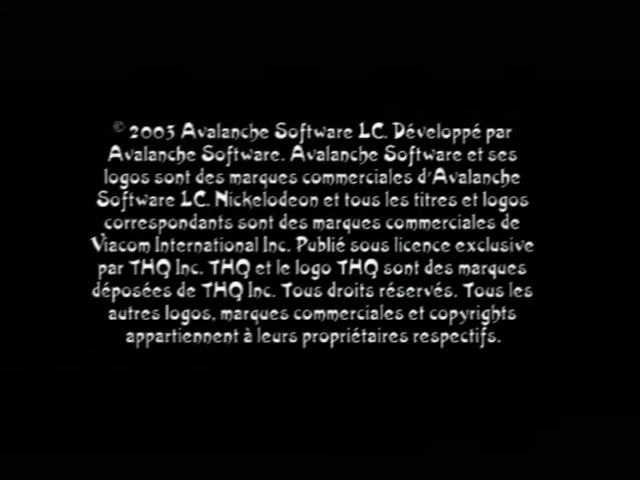 © 2003 Avalanche Software LC. Développé par
Avalanche Software. Avalanche Software et ses
logos sont des marques commerciales d'Avalanche
Software LC. Nickelodeon et tous les titres et logos
correspondants sont des marques commerciales de
Viacom International Inc. Publié sous licence exclusive
par THQ Inc. THQ et le logo THQ sont des marques
déposées de THQ Inc. Tous droits réservés. Tous les
autres logos, marques commerciales et copyrights
appartiennent à leurs propriétaires respectifs.